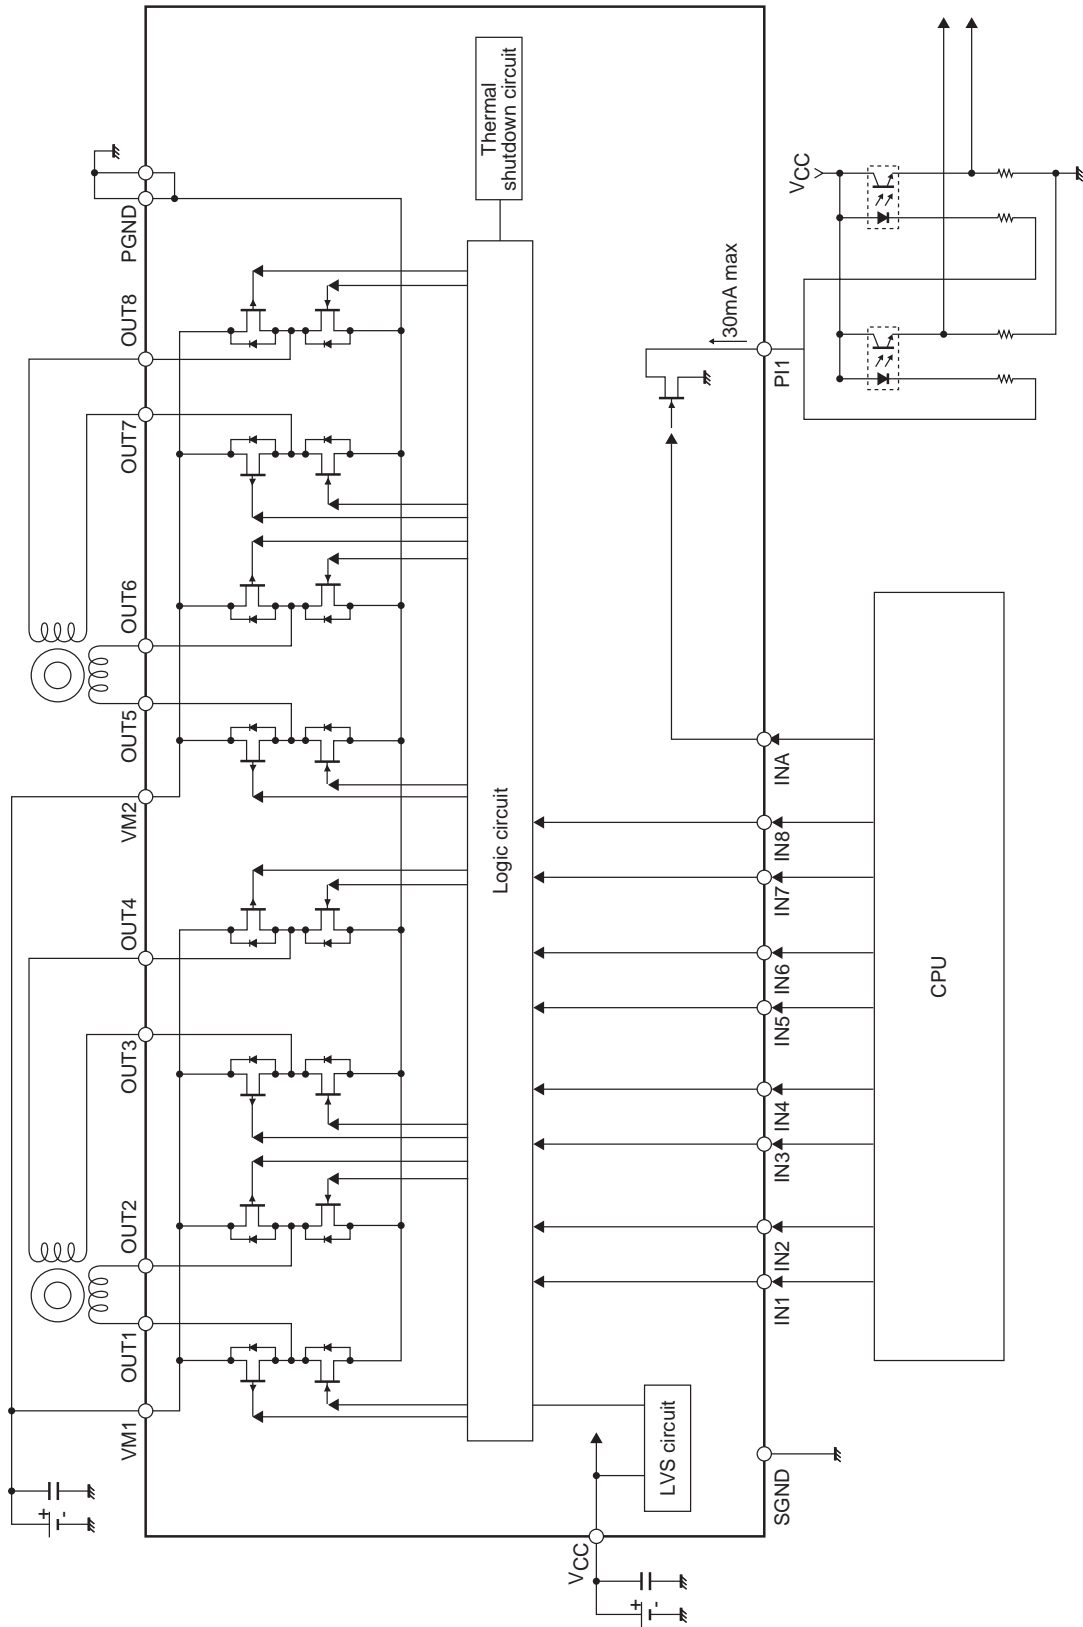 VM1
OUT1
OUT2
OUT3
OUT4
VM2
OUT5
OUT6
OUT7
OUT8
PGND
Thermal
shutdown circuit
Logic circuit
LVS circuit
VCC
+
-
+
-
SGND
IN1
IN2
IN3
IN4
IN5
IN6
IN7
IN8
INA
PI1
30mA max
VCC
CPU